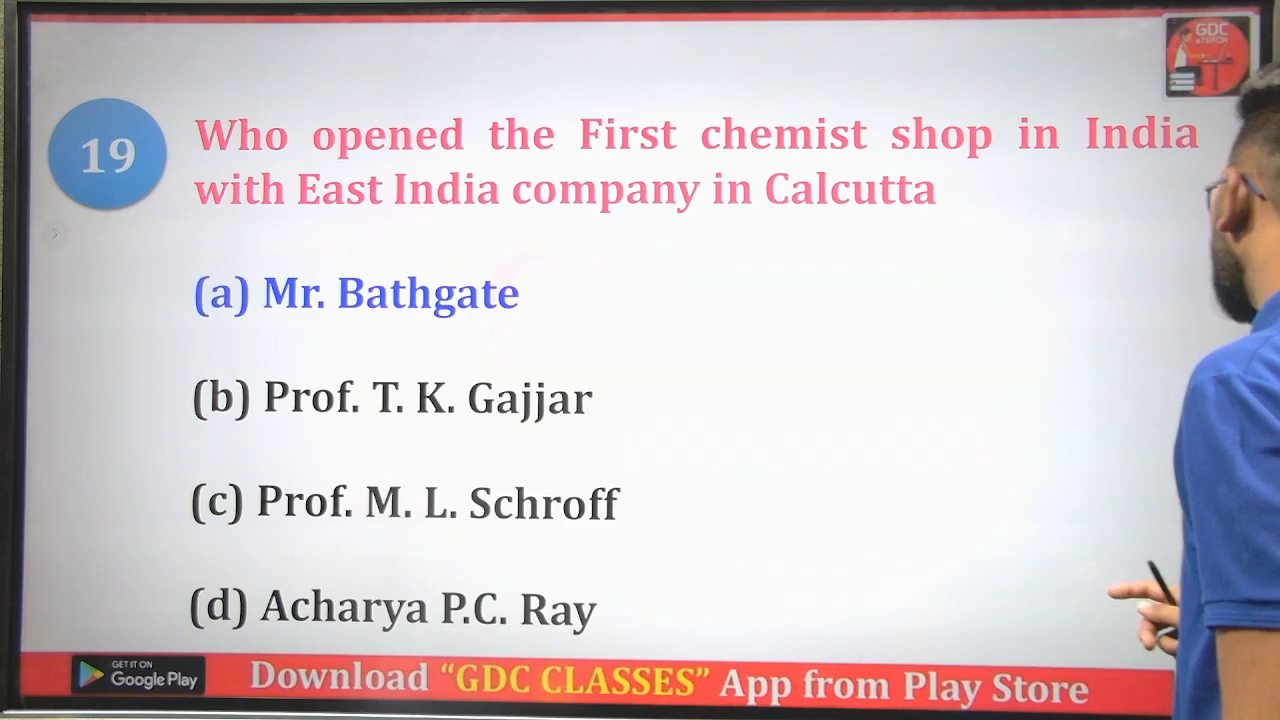 GDC
eTUTOR
19
Who opened the First chemist shop in India
with East India company in Calcutta
(a) Mr. Bathgate
(b) Prof. T. K. Gajjar
(c) Prof. M. L. Schroff
(d) Acharya P.C. Ray
GET IT ON
Google Play
Download “GDC CLASSES” App from Play Store